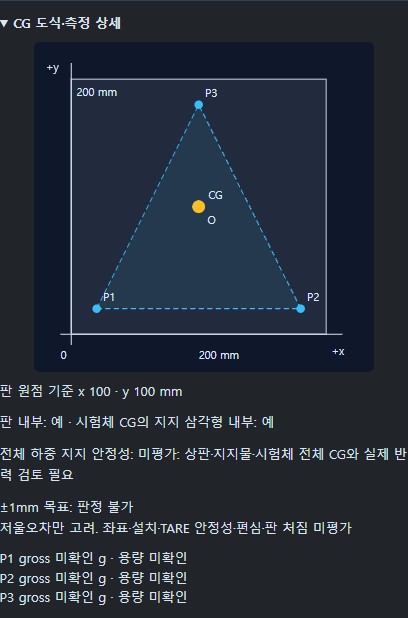 ▼ CG 도식·측정 상세
+y
200 mm
P3
CG
O
P1
P2
0
200 mm
+x
판 원점 기준 x 100 · y 100 mm
판 내부: 예 · 시험체 CG의 지지 삼각형 내부: 예
전체 하중 지지 안정성: 미평가: 상판·지지물·시험체 전체 CG와 실제 반
력 검토 필요
±1mm 목표: 판정 불가
저울오차만 고려. 좌표·설치·TARE 안정성·편심·판 처짐 미평가
P1 gross 미확인 g · 용량 미확인
P2 gross 미확인 g · 용량 미확인
P3 gross 미확인 g · 용량 미확인